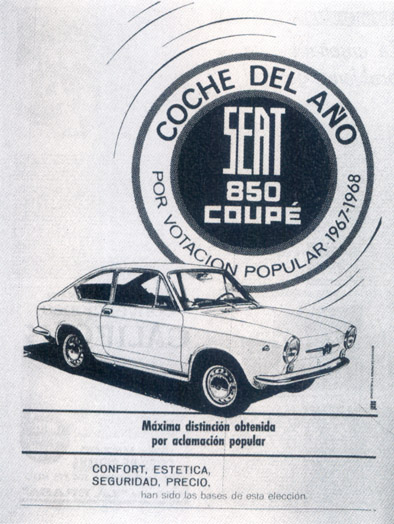 COCHE DEL AÑO
SEAT
850
COUPÉ
POR VOTACION POPULAR 1967-1968
Máxima distinción obtenida
por aclamación popular
CONFORT, ESTETICA,
SEGURIDAD, PRECIO,
han sido las bases de esta elección.